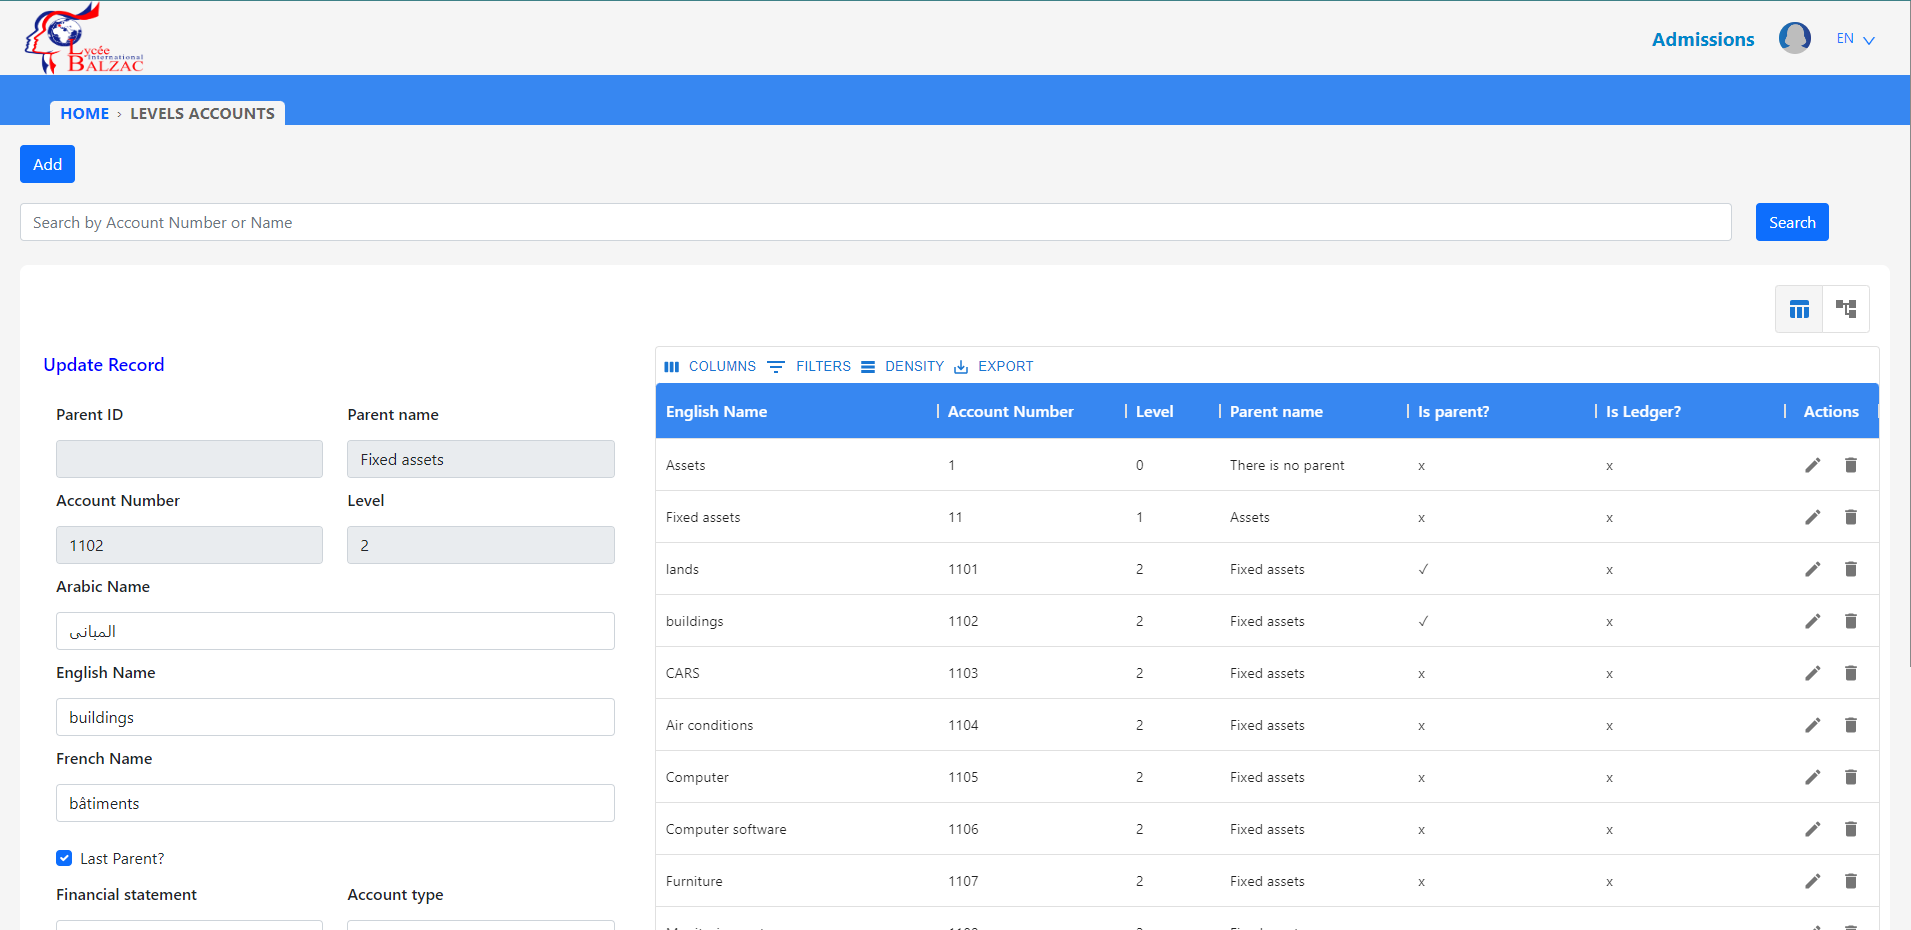 Lycée
International
BALZAC
Admissions
EN
HOME › LEVELS ACCOUNTS
Add
Search by Account Number or Name
Search
Update Record
Parent ID
Parent name
Fixed assets
Account Number
Level
1102
2
Arabic Name
المبانى
English Name
buildings
French Name
bâtiments
Last Parent?
Financial statement
Account type
COLUMNS FILTERS DENSITY EXPORT
English Name Account Number Level Parent name Is parent? Is Ledger? Actions
Assets 1 0 There is no parent x x
Fixed assets 11 1 Assets x x
lands 1101 2 Fixed assets ✓ x
buildings 1102 2 Fixed assets ✓ x
CARS 1103 2 Fixed assets x x
Air conditions 1104 2 Fixed assets x x
Computer 1105 2 Fixed assets x x
Computer software 1106 2 Fixed assets x x
Furniture 1107 2 Fixed assets x x